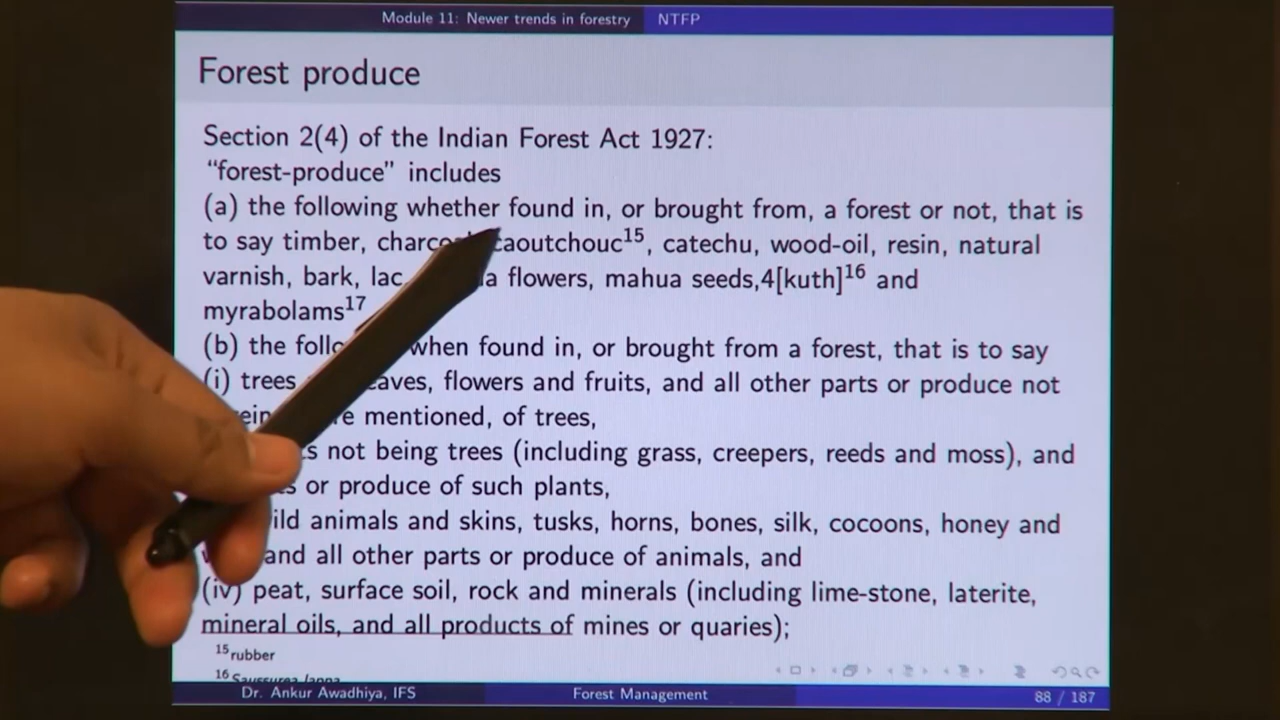 Module 11: Newer trends in forestry NTFP
Forest produce
Section 2(4) of the Indian Forest Act 1927:
“forest-produce” includes
(a) the following whether found in, or brought from, a forest or not, that is
to say timber, caoutchouc15, catechu, wood-oil, resin, natural
varnish, bark, lac flowers, mahua seeds,4[kuth]16 and
myrabolams17
(b) the when found in, or brought from a forest, that is to say
(i) trees flowers and fruits, and all other parts or produce not
mentioned, of trees,
not being trees (including grass, creepers, reeds and moss), and
or produce of such plants,
animals and skins, tusks, horns, bones, silk, cocoons, honey and
and all other parts or produce of animals, and
(iv) peat, surface soil, rock and minerals (including lime-stone, laterite,
mineral oils, and all products of mines or quaries);
15 rubber
16
Dr. Ankur Awadhiya, IFS Forest Management 88 / 187